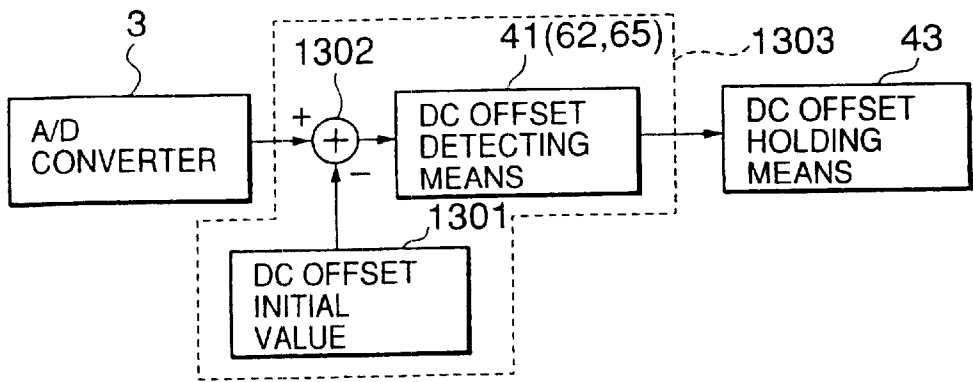 3
1302
41(62,65)
1303
43
A/D
CONVERTER
+
+
−
DC OFFSET
DETECTING
MEANS
DC OFFSET
HOLDING
MEANS
1301
DC OFFSET
INITIAL
VALUE